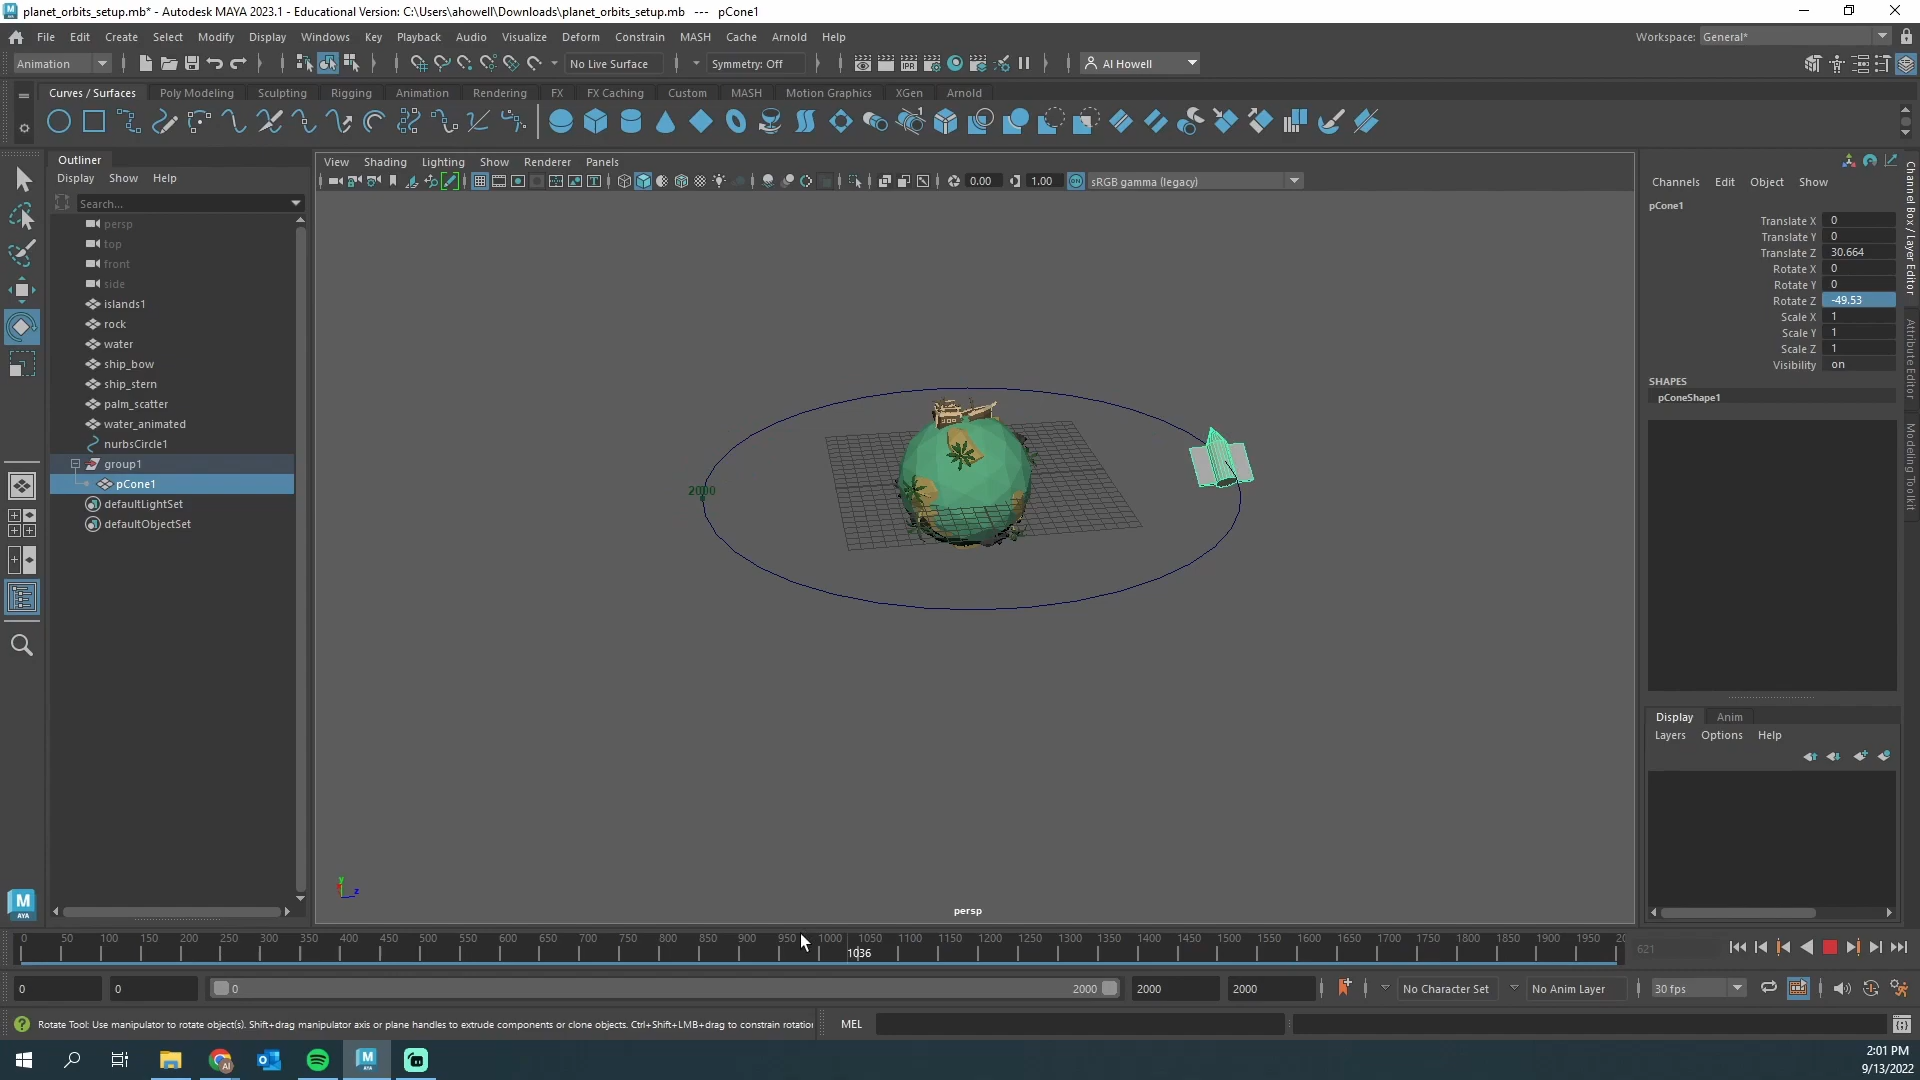 planet_orbits_setup.mb* - Autodesk MAYA 2023.1 - Educational Version: C:\Users\ahowell\Downloads\planet_orbits_setup.mb --- pCone1
File Edit Create Select Modify Display Windows Key Playback Audio Visualize Deform Constrain MASH Cache Arnold Help
Workspace: General*
Animation
No Live Surface
Symmetry: Off
Al Howell
Curves / Surfaces Poly Modeling Sculpting Rigging Animation Rendering FX FX Caching Custom MASH Motion Graphics XGen Arnold
Outliner
Display Show Help
Search...
persp
top
front
side
islands1
rock
water
ship_bow
ship_stern
palm_scatter
water_animated
nurbsCircle1
group1
pCone1
defaultLightSet
defaultObjectSet
View Shading Lighting Show Renderer Panels
0.00 1.00 sRGB gamma (legacy)
2000
y
z
persp
Channels Edit Object Show
pCone1
Translate X 0
Translate Y 0
Translate Z 30.664
Rotate X 0
Rotate Y 0
Rotate Z -49.53
Scale X 1
Scale Y 1
Scale Z 1
Visibility on
SHAPES
pConeShape1
Channel Box / Layer Editor
Attribute Editor
Modeling Toolkit
Display Anim
Layers Options Help
0 50 100 150 200 250 300 350 400 450 500 550 600 650 700 750 800 850 900 950 1000 1050 1100 1150 1200 1250 1300 1350 1400 1450 1500 1550 1600 1650 1700 1750 1800 1850 1900 1950 20
1036
621
0 0 0 2000 2000 2000
No Character Set
No Anim Layer
30 fps
Rotate Tool: Use manipulator to rotate object(s). Shift+drag manipulator axis or plane handles to extrude components or clone objects. Ctrl+Shift+LMB+drag to constrain rotation
MEL
2:01 PM
9/13/2022